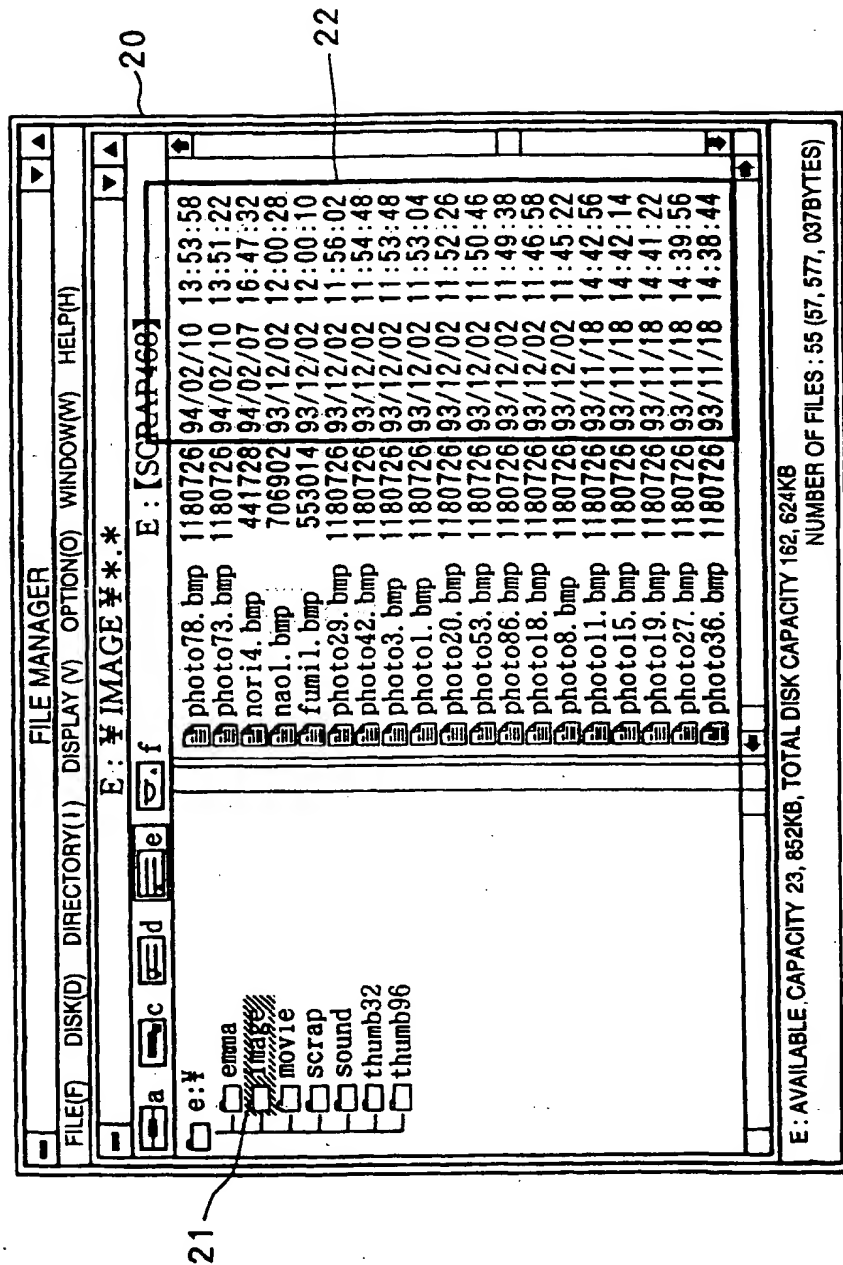 FILE MANAGER
FILE(F) DISK(D) DIRECTORY(I) DISPLAY (V) OPTION(O) WINDOW(W) HELP(H)
E : ¥ IMAGE ¥ *.*
a c d e f E : 【SCRAP468】
e:¥
emma
image
movie
scrap
sound
thumb32
thumb96
photo78. bmp 1180726 94/02/10 13:53:58
photo73. bmp 1180726 94/02/10 13:51:22
nori4. bmp 441728 94/02/07 16:47:32
nao1. bmp 706902 93/12/02 12:00:28
fumi1. bmp 553014 93/12/02 12:00:10
photo29. bmp 1180726 93/12/02 11:56:02
photo42. bmp 1180726 93/12/02 11:54:48
photo3. bmp 1180726 93/12/02 11:53:48
photo1. bmp 1180726 93/12/02 11:53:04
photo20. bmp 1180726 93/12/02 11:52:26
photo53. bmp 1180726 93/12/02 11:50:46
photo86. bmp 1180726 93/12/02 11:49:38
photo18. bmp 1180726 93/12/02 11:46:58
photo8. bmp 1180726 93/12/02 11:45:22
photo11. bmp 1180726 93/11/18 14:42:56
photo15. bmp 1180726 93/11/18 14:42:14
photo19. bmp 1180726 93/11/18 14:41:22
photo27. bmp 1180726 93/11/18 14:39:56
photo36. bmp 1180726 93/11/18 14:38:44
E : AVAILABLE, CAPACITY 23, 852KB, TOTAL DISK CAPACITY 162, 624KB
NUMBER OF FILES : 55 (57, 577, 037BYTES)
20
21
22